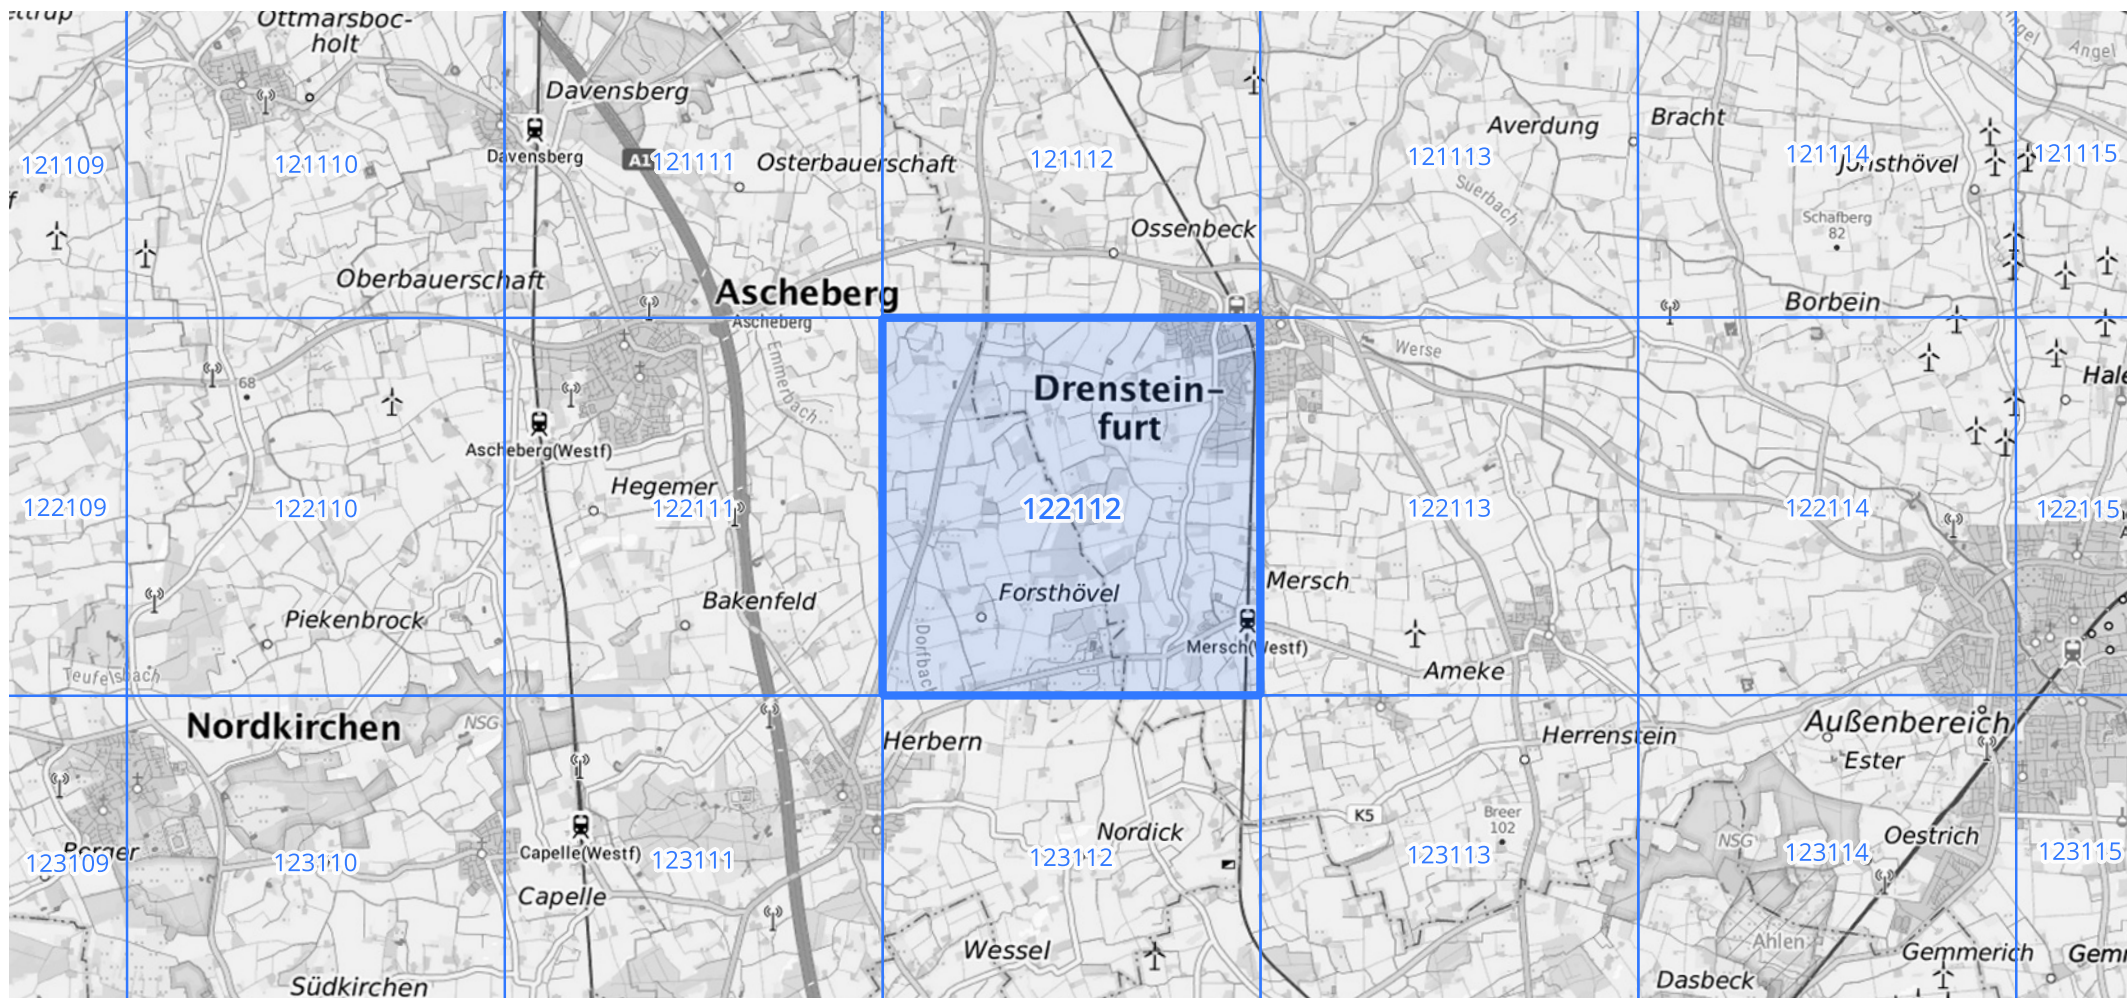 Ottmarsboc-
holt
Davensberg
Angel
Bracht
Averdung
121109
121110
Davensberg
A1
121111
Osterbauerschaft
121112
121113
121114
Jönsthövel
121115
Suerbach
Schafberg
82
Ossenbeck
Oberbauerschaft
Ascheberg
Borbein
Ascheberg
Emmerbach
Werse
Drenstein-
furt
68
Ascheberg(Westf)
Hegemer
122109
122110
122111
122112
122113
122114
122115
Forsthövel
Mersch
Bakenfeld
Piekenbrock
Dorfbach
Mersch(Westf)
Ameke
Teufelsbach
Nordkirchen
NSG
Herbern
Herrenstein
Außenbereich
Ester
K5
Breer
102
Nordick
NSG
Oestrich
123109
123110
Capelle(Westf)
123111
123112
123113
123114
123115
Capelle
Wessel
Ahlen
Gemmerich
Südkirchen
Dasbeck